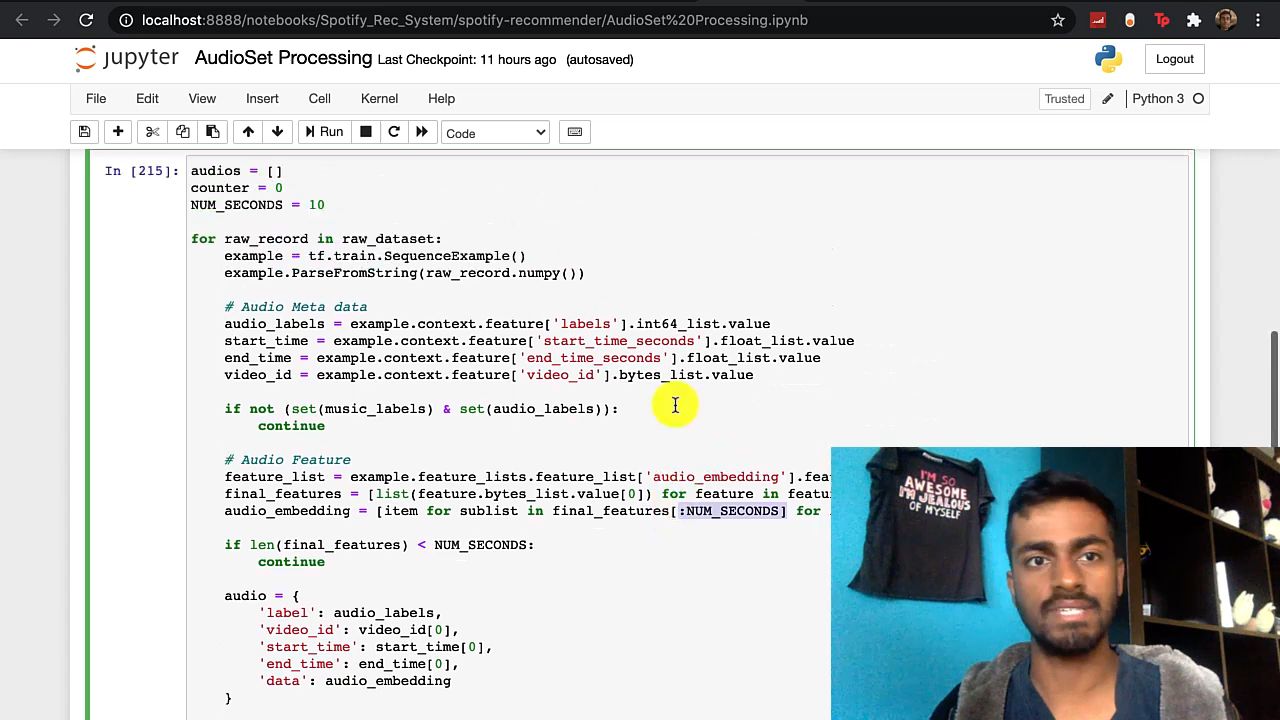 localhost:8888/notebooks/Spotify_Rec_System/spotify-recommender/AudioSet%20Processing.ipynb
Tp
jupyter AudioSet Processing Last Checkpoint: 11 hours ago (autosaved)
Logout
File Edit View Insert Cell Kernel Help
Trusted Python 3
Run Code
In [215]:
audios = []
counter = 0
NUM_SECONDS = 10
for raw_record in raw_dataset:
example = tf.train.SequenceExample()
example.ParseFromString(raw_record.numpy())
# Audio Meta data
audio_labels = example.context.feature['labels'].int64_list.value
start_time = example.context.feature['start_time_seconds'].float_list.value
end_time = example.context.feature['end_time_seconds'].float_list.value
video_id = example.context.feature['video_id'].bytes_list.value
if not (set(music_labels) & set(audio_labels)):
continue
# Audio Feature
feature_list = example.feature_lists.feature_list['audio_embedding'].fea
final_features = [list(feature.bytes_list.value[0]) for feature in featu
audio_embedding = [item for sublist in final_features[:NUM_SECONDS] for
if len(final_features) < NUM_SECONDS:
continue
audio = {
'label': audio_labels,
'video_id': video_id[0],
'start_time': start_time[0],
'end_time': end_time[0],
'data': audio_embedding
}
I'M SO
AWESOME
I'M JEALOUS
OF MYSELF